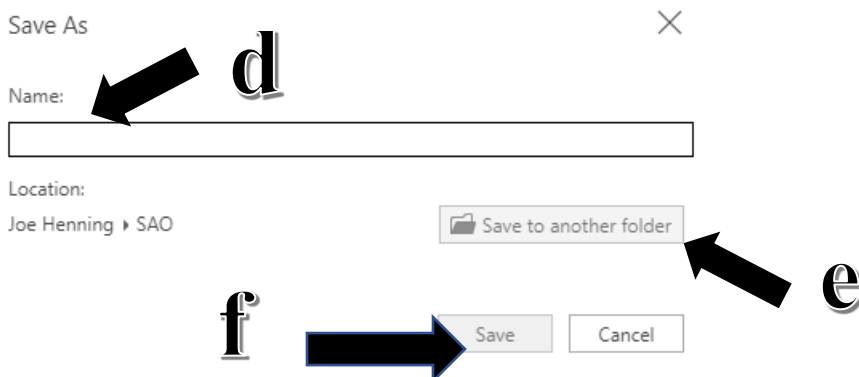 Save As
d
Name:
Location:
Joe Henning ▸ SAO
Save to another folder
e
f
Save Cancel